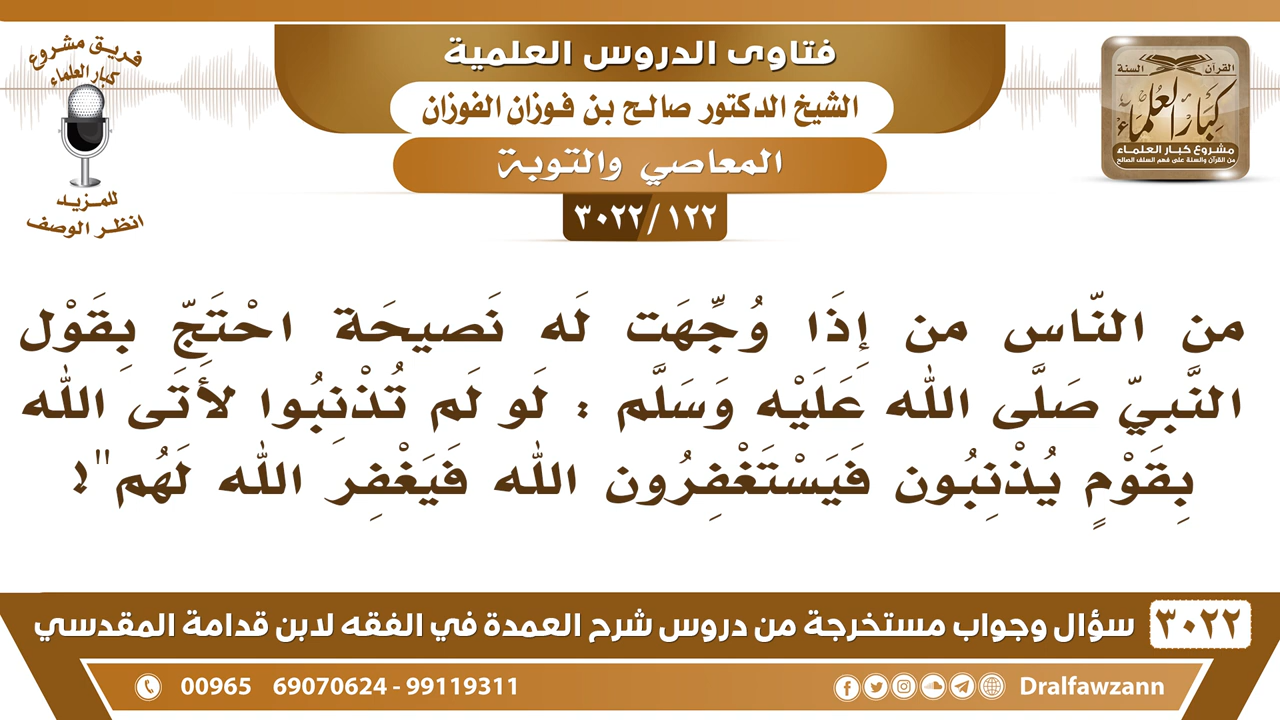 فتاوى الدروس العلمية
الشيخ الدكتور صالح بن فوزان الفوزان
المعاصي والتوبة
٣٠٢٢/١٢٢
فريق مشروع
كبار العلماء
للمزيد
انظر الوصف
القرآن السنة
كبار العلماء
مشروع كبار العلماء
من القرآن والسنة على فهم السلف الصالح
من النَّاس من إِذَا وُجِّهَت لَه نَصيحَة احْتَجِّ بِقَوْل
النَّبيّ صَلَّى الله عَلَيْه وَسَلَّم : لَو لَم تُذْنِبُوا لأَتَى الله
بِقَوْمٍ يُذْنِبُون فَيَسْتَغْفِرُون الله فَيَغْفِر الله لَهُم"!
٣٠٢٢ سؤال وجواب مستخرجة من دروس شرح العمدة في الفقه لابن قدامة المقدسي
00965 69070624 - 99119311
Dralfawzann